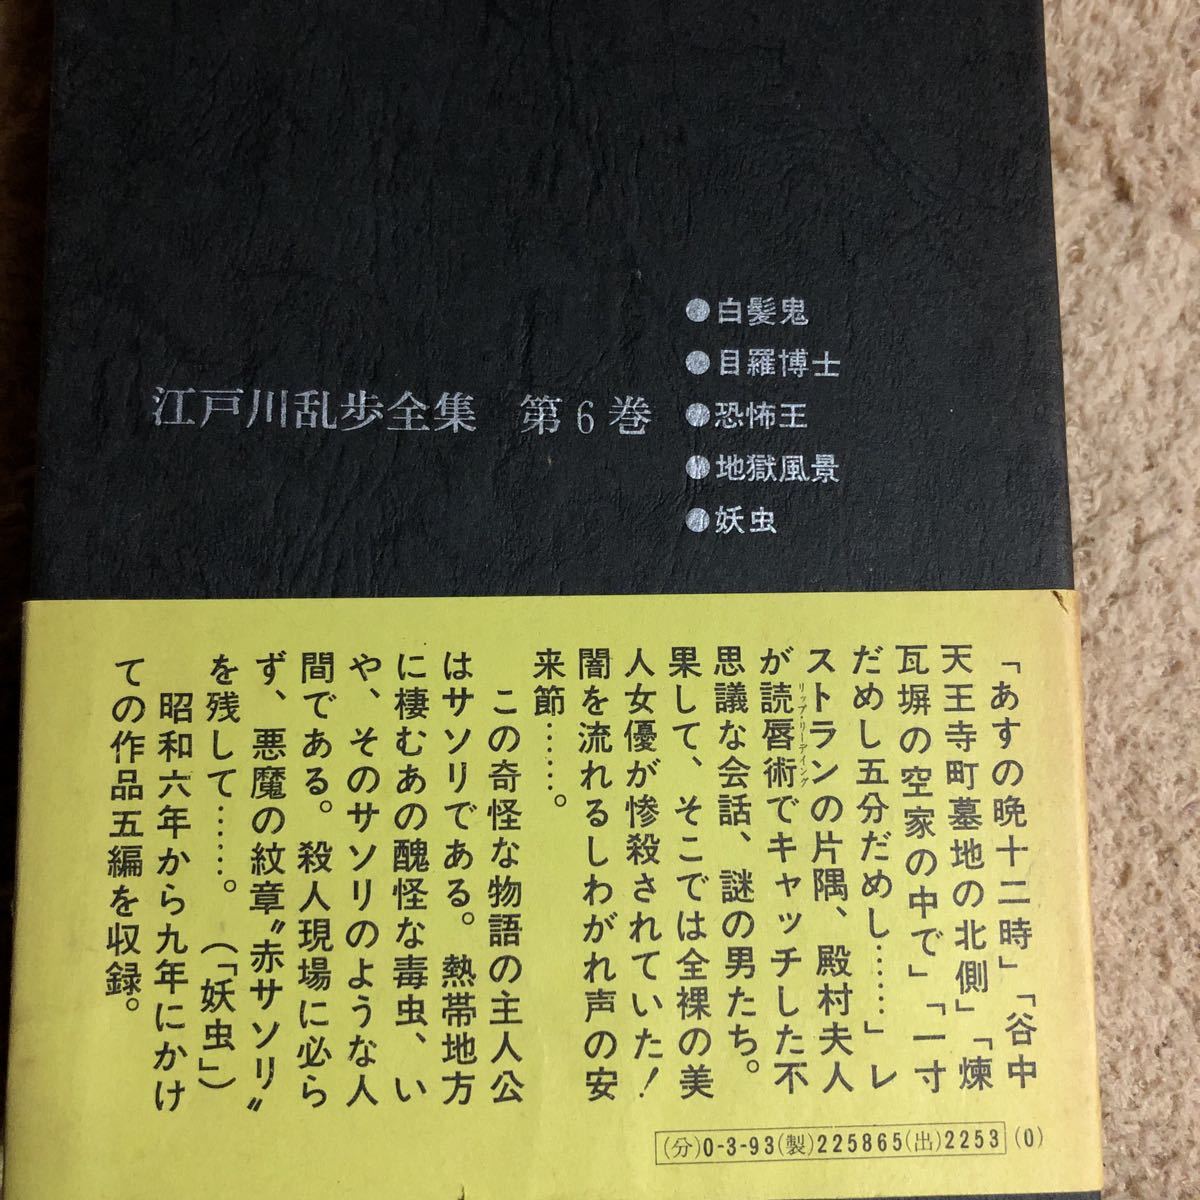 江戸川乱歩全集 第6巻
●白髪鬼
●目羅博士
●恐怖王
●地獄風景
●妖虫
「あすの晩十二時」「谷中
天王寺町墓地の北側」「煉
瓦塀の空家の中で」「一寸
だめし五分だめし……」レ
ストランの片隅、殿村夫人
が読唇術でキャッチした不
リップ・リーディング
思議な会話、謎の男たち。
果して、そこでは全裸の美
人女優が惨殺されていた!
闇を流れるしわがれ声の安
来節……。
この奇怪な物語の主人公
はサソリである。熱帯地方
に棲むあの醜怪な毒虫、い
や、そのサソリのような人
間である。殺人現場に必ら
ず、悪魔の紋章〝赤サソリ〟
を残して……。(「妖虫」)
昭和六年から九年にかけ
ての作品五編を収録。
(分)0-3-93(製)225865(出)2253(0)